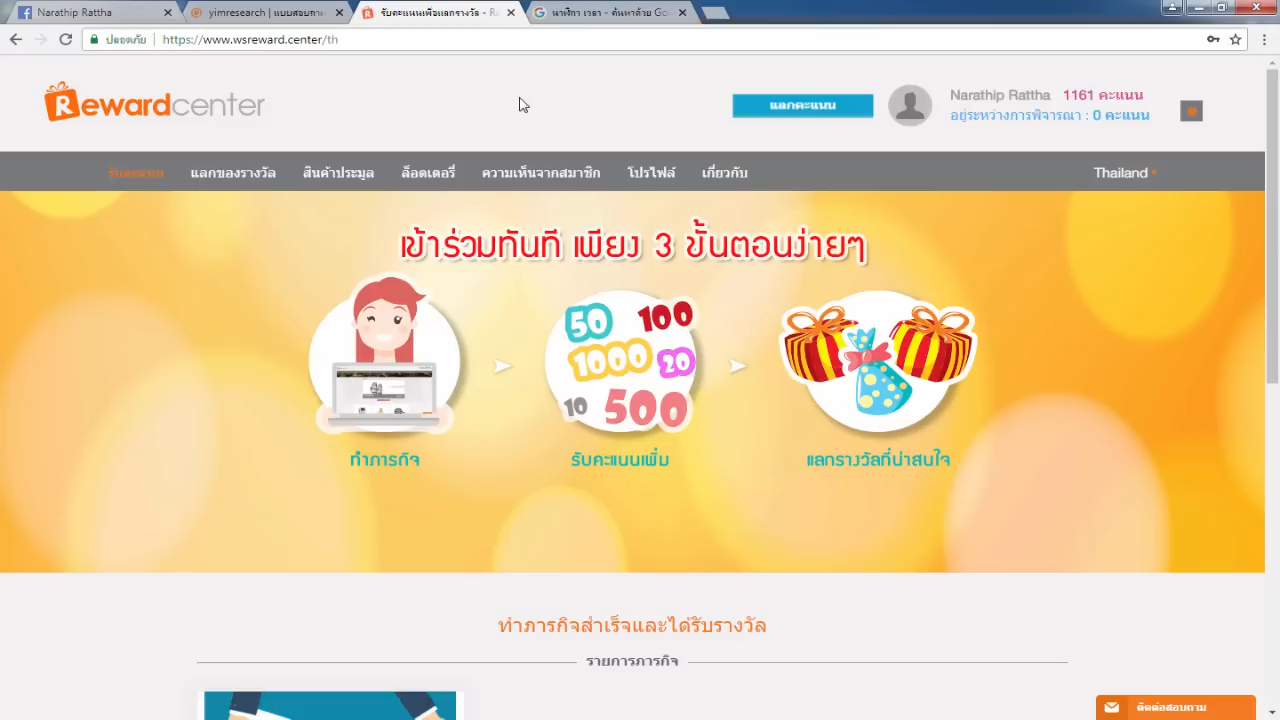 Narathip Rattha
yimresearch | แบบสอบถาม
รับคะแนนเพื่อแลกรางวัล - Re
นาฬิกา เวลา - ค้นหาด้วย Go
ปลอดภัย | https://www.wsreward.center/th
Rewardcenter
แลกคะแนน
Narathip Rattha 1161 คะแนน
อยู่ระหว่างการพิจารณา : 0 คะแนน
รับคะแนน แลกของรางวัล สินค้าประมูล ล็อตเตอรี่ ความเห็นจากสมาชิก โปรไฟล์ เกี่ยวกับ Thailand
เข้าร่วมทันที เพียง 3 ขั้นตอนง่ายๆ
50 100
1000 20
10 500
ทำภารกิจ รับคะแนนเพิ่ม แลกรางวัลที่น่าสนใจ
ทำภารกิจสำเร็จและได้รับรางวัล
รายการภารกิจ
ติดต่อสอบถาม